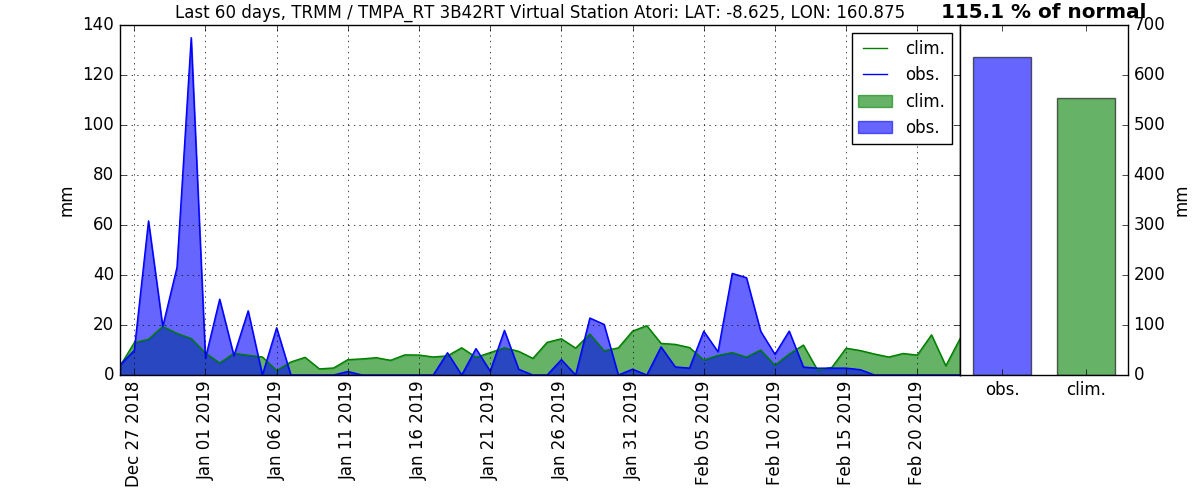 Last 60 days, TRMM / TMPA_RT 3B42RT Virtual Station Atori: LAT: -8.625, LON: 160.875
115.1 % of normal
140
120
100
80
60
40
20
0
mm
clim.
obs.
clim.
obs.
700
600
500
400
300
200
100
0
mm
Dec 27 2018
Jan 01 2019
Jan 06 2019
Jan 11 2019
Jan 16 2019
Jan 21 2019
Jan 26 2019
Jan 31 2019
Feb 05 2019
Feb 10 2019
Feb 15 2019
Feb 20 2019
obs.
clim.